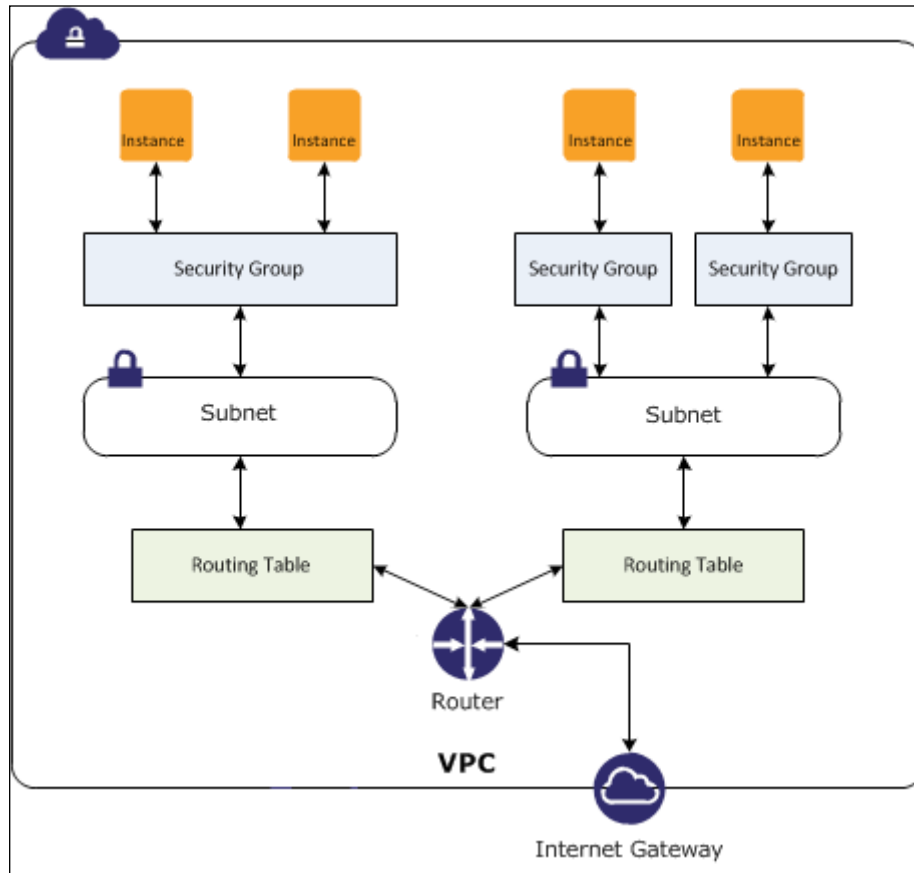 Instance
Instance
Instance
Instance
Security Group
Security Group
Security Group
Subnet
Subnet
Routing Table
Routing Table
Router
VPC
Internet Gateway